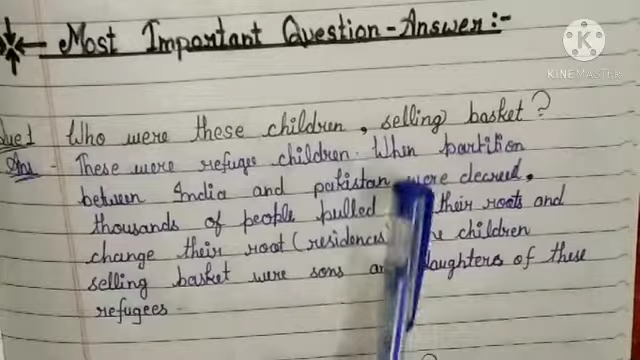 Most Important Question-Answer:-
KINEMASTER
Que1 Who were these children, selling basket?
Ans - These were refugee children. When partition
between India and pakistan were decreed,
thousands of people pulled their roots and
change their root (residences) children
selling basket were sons daughters of these
refugees.